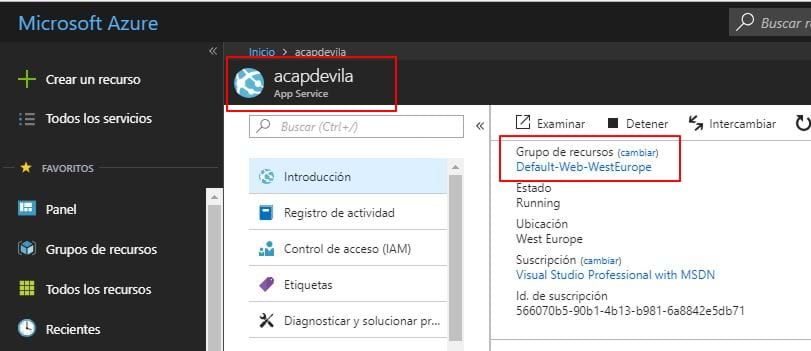 Microsoft Azure
Buscar re
«
Inicio > acapdevila
Crear un recurso
acapdevila
App Service
Todos los servicios
Buscar (Ctrl+/)
«
Examinar
Detener
Intercambiar
FAVORITOS
Introducción
Grupo de recursos (cambiar)
Default-Web-WestEurope
Panel
Registro de actividad
Estado
Running
Grupos de recursos
Control de acceso (IAM)
Ubicación
West Europe
Todos los recursos
Etiquetas
Suscripción (cambiar)
Visual Studio Professional with MSDN
Recientes
Diagnosticar y solucionar pr...
Id. de suscripción
566070b5-90b1-4b13-b981-6a8842e5db71